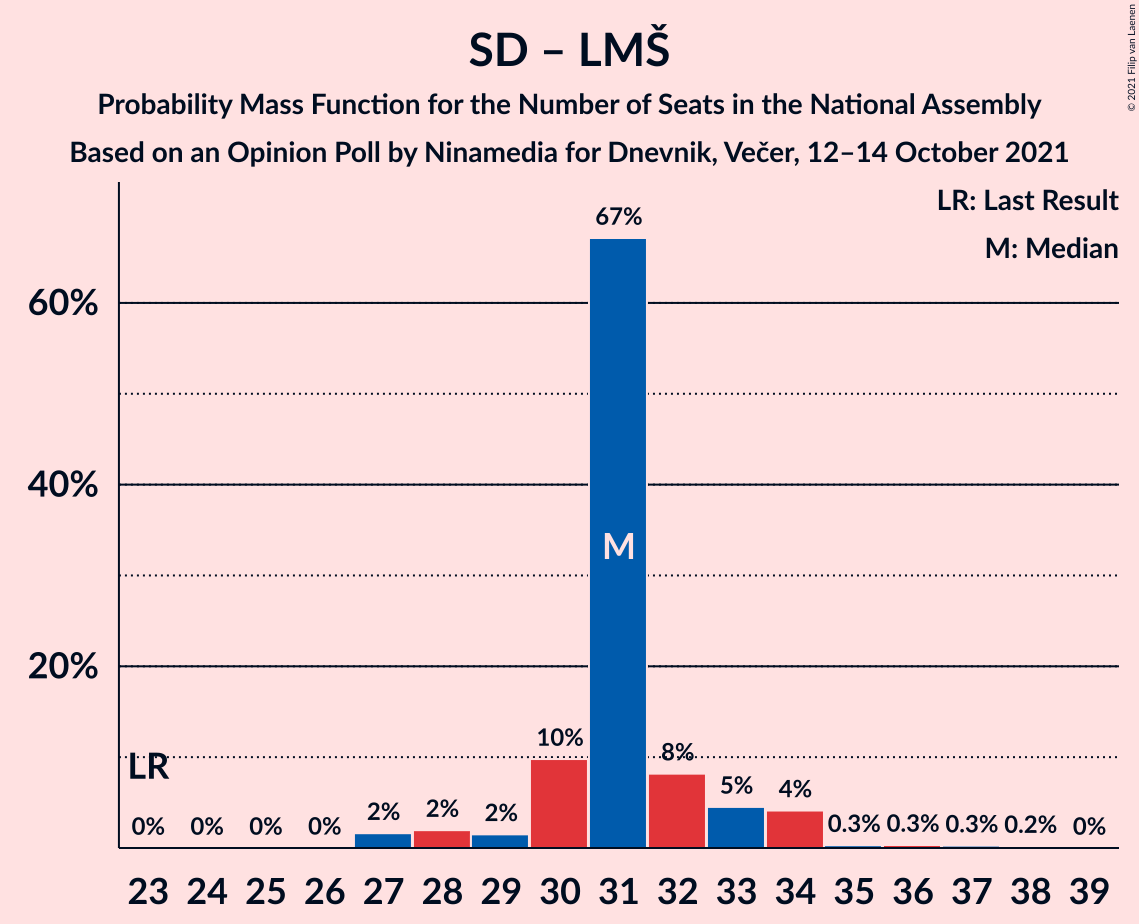 SD – LMŠ
Probability Mass Function for the Number of Seats in the National Assembly
Based on an Opinion Poll by Ninamedia for Dnevnik, Večer, 12–14 October 2021
© 2021 Filip van Laenen
LR: Last Result
M: Median
60%
40%
20%
LR
M
0% 0% 0% 0% 2% 2% 2% 10% 67% 8% 5% 4% 0.3% 0.3% 0.3% 0.2% 0%
23 24 25 26 27 28 29 30 31 32 33 34 35 36 37 38 39